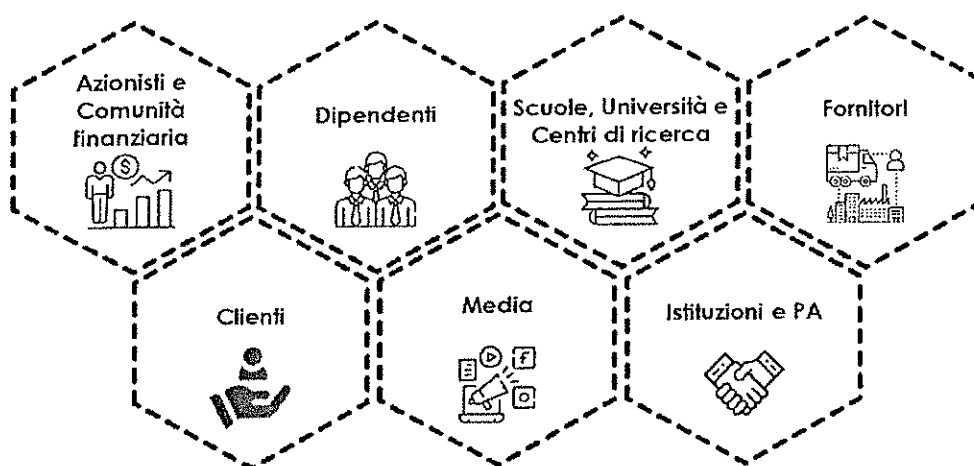 Azionisti e
Comunità
finanziaria
Dipendenti
Scuole, Università e
Centri di ricerca
Fornitori
Clienti
Media
Istituzioni e PA